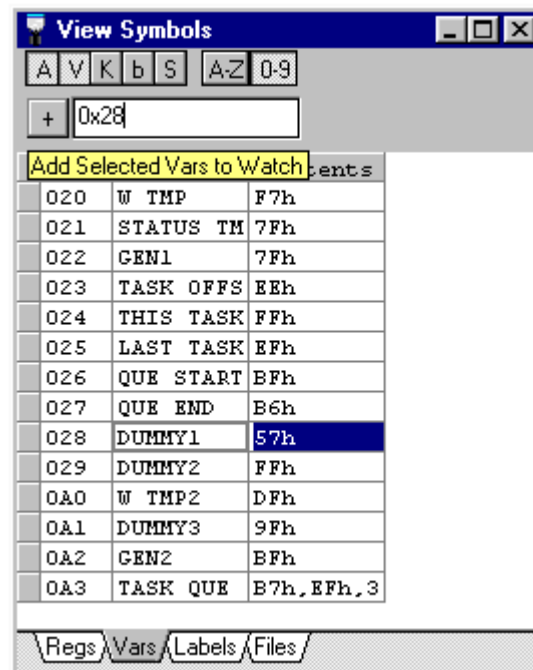 View Symbols
A V K b S A-Z 0-9
+ 0x28
Add Selected Vars to Watch tents
020 W TMP F7h
021 STATUS TM 7Fh
022 GEN1 7Fh
023 TASK OFFS EEh
024 THIS TASK FFh
025 LAST TASK EFh
026 QUE START BFh
027 QUE END B6h
028 DUMMY1 57h
029 DUMMY2 FFh
0A0 W TMP2 DFh
0A1 DUMMY3 9Fh
0A2 GEN2 BFh
0A3 TASK QUE B7h,EFh,3
Regs Vars Labels Files